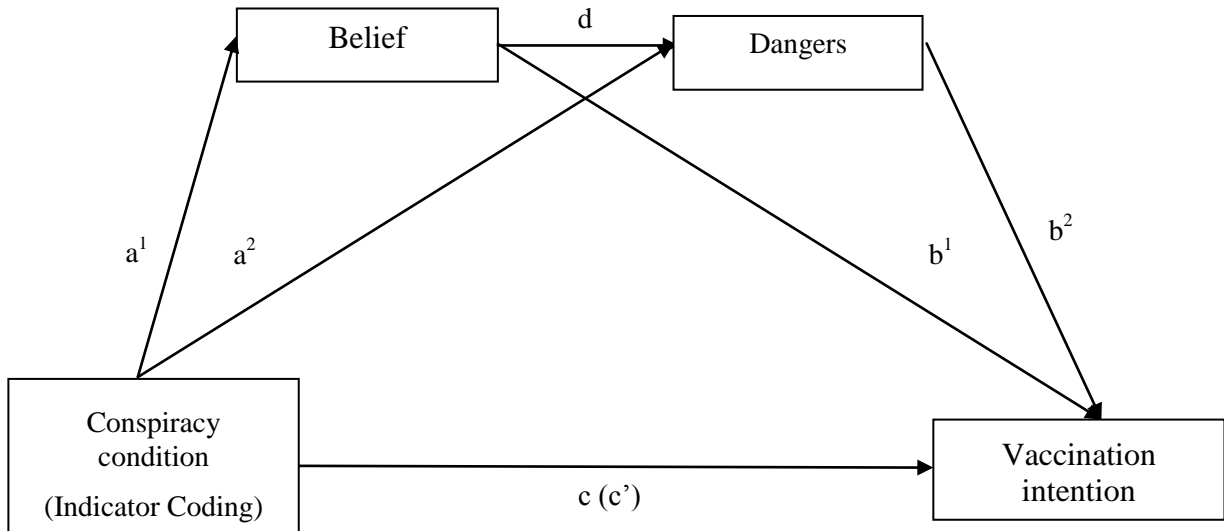 d
Belief
Dangers
a¹
a²
b¹
b²
Conspiracy
condition
(Indicator Coding)
c (c’)
Vaccination
intention